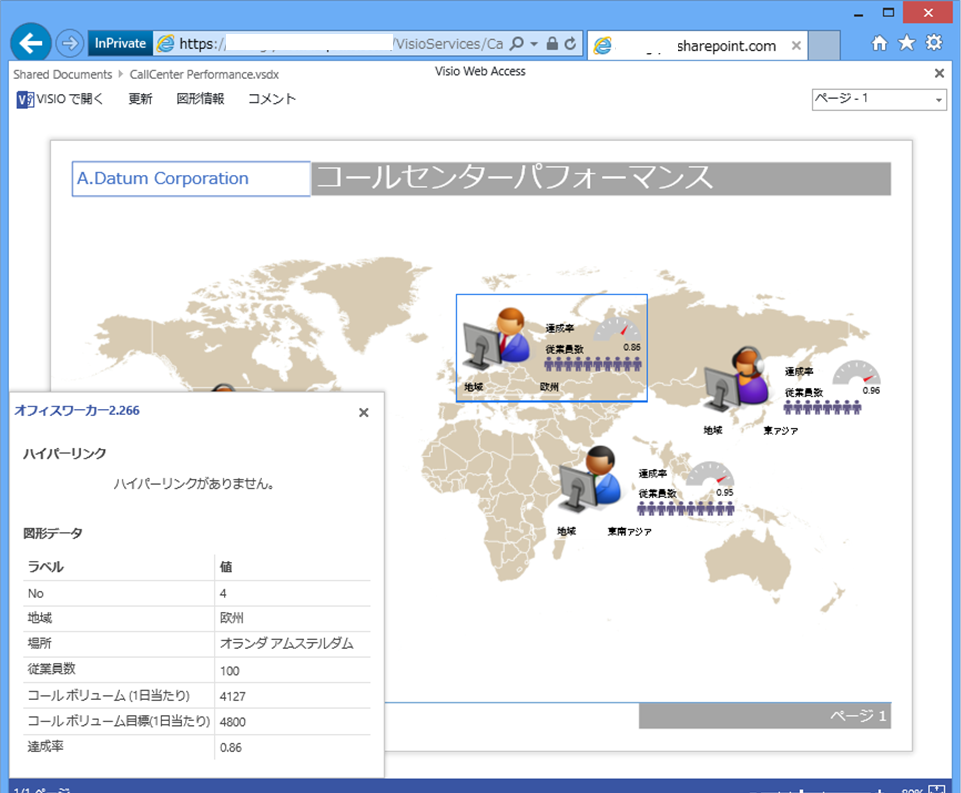 InPrivate
https:/
/VisioServices/Ca
sharepoint.com
Shared Documents
CallCenter Performance.vsdx
Visio Web Access
VISIO で開く
更新
図形情報
コメント
ページ - 1
A.Datum Corporation
コールセンターパフォーマンス
達成率
0.86
従業員数
地域
欧州
達成率
0.96
従業員数
地域
東アジア
達成率
0.95
従業員数
地域
東南アジア
オフィスワーカー2.266
ハイパーリンク
ハイパーリンクがありません。
図形データ
ラベル 値
No 4
地域 欧州
場所 オランダ アムステルダム
従業員数 100
コール ボリューム (1日当たり) 4127
コール ボリューム目標(1日当たり) 4800
達成率 0.86
ページ 1
1/1 ページ
80%